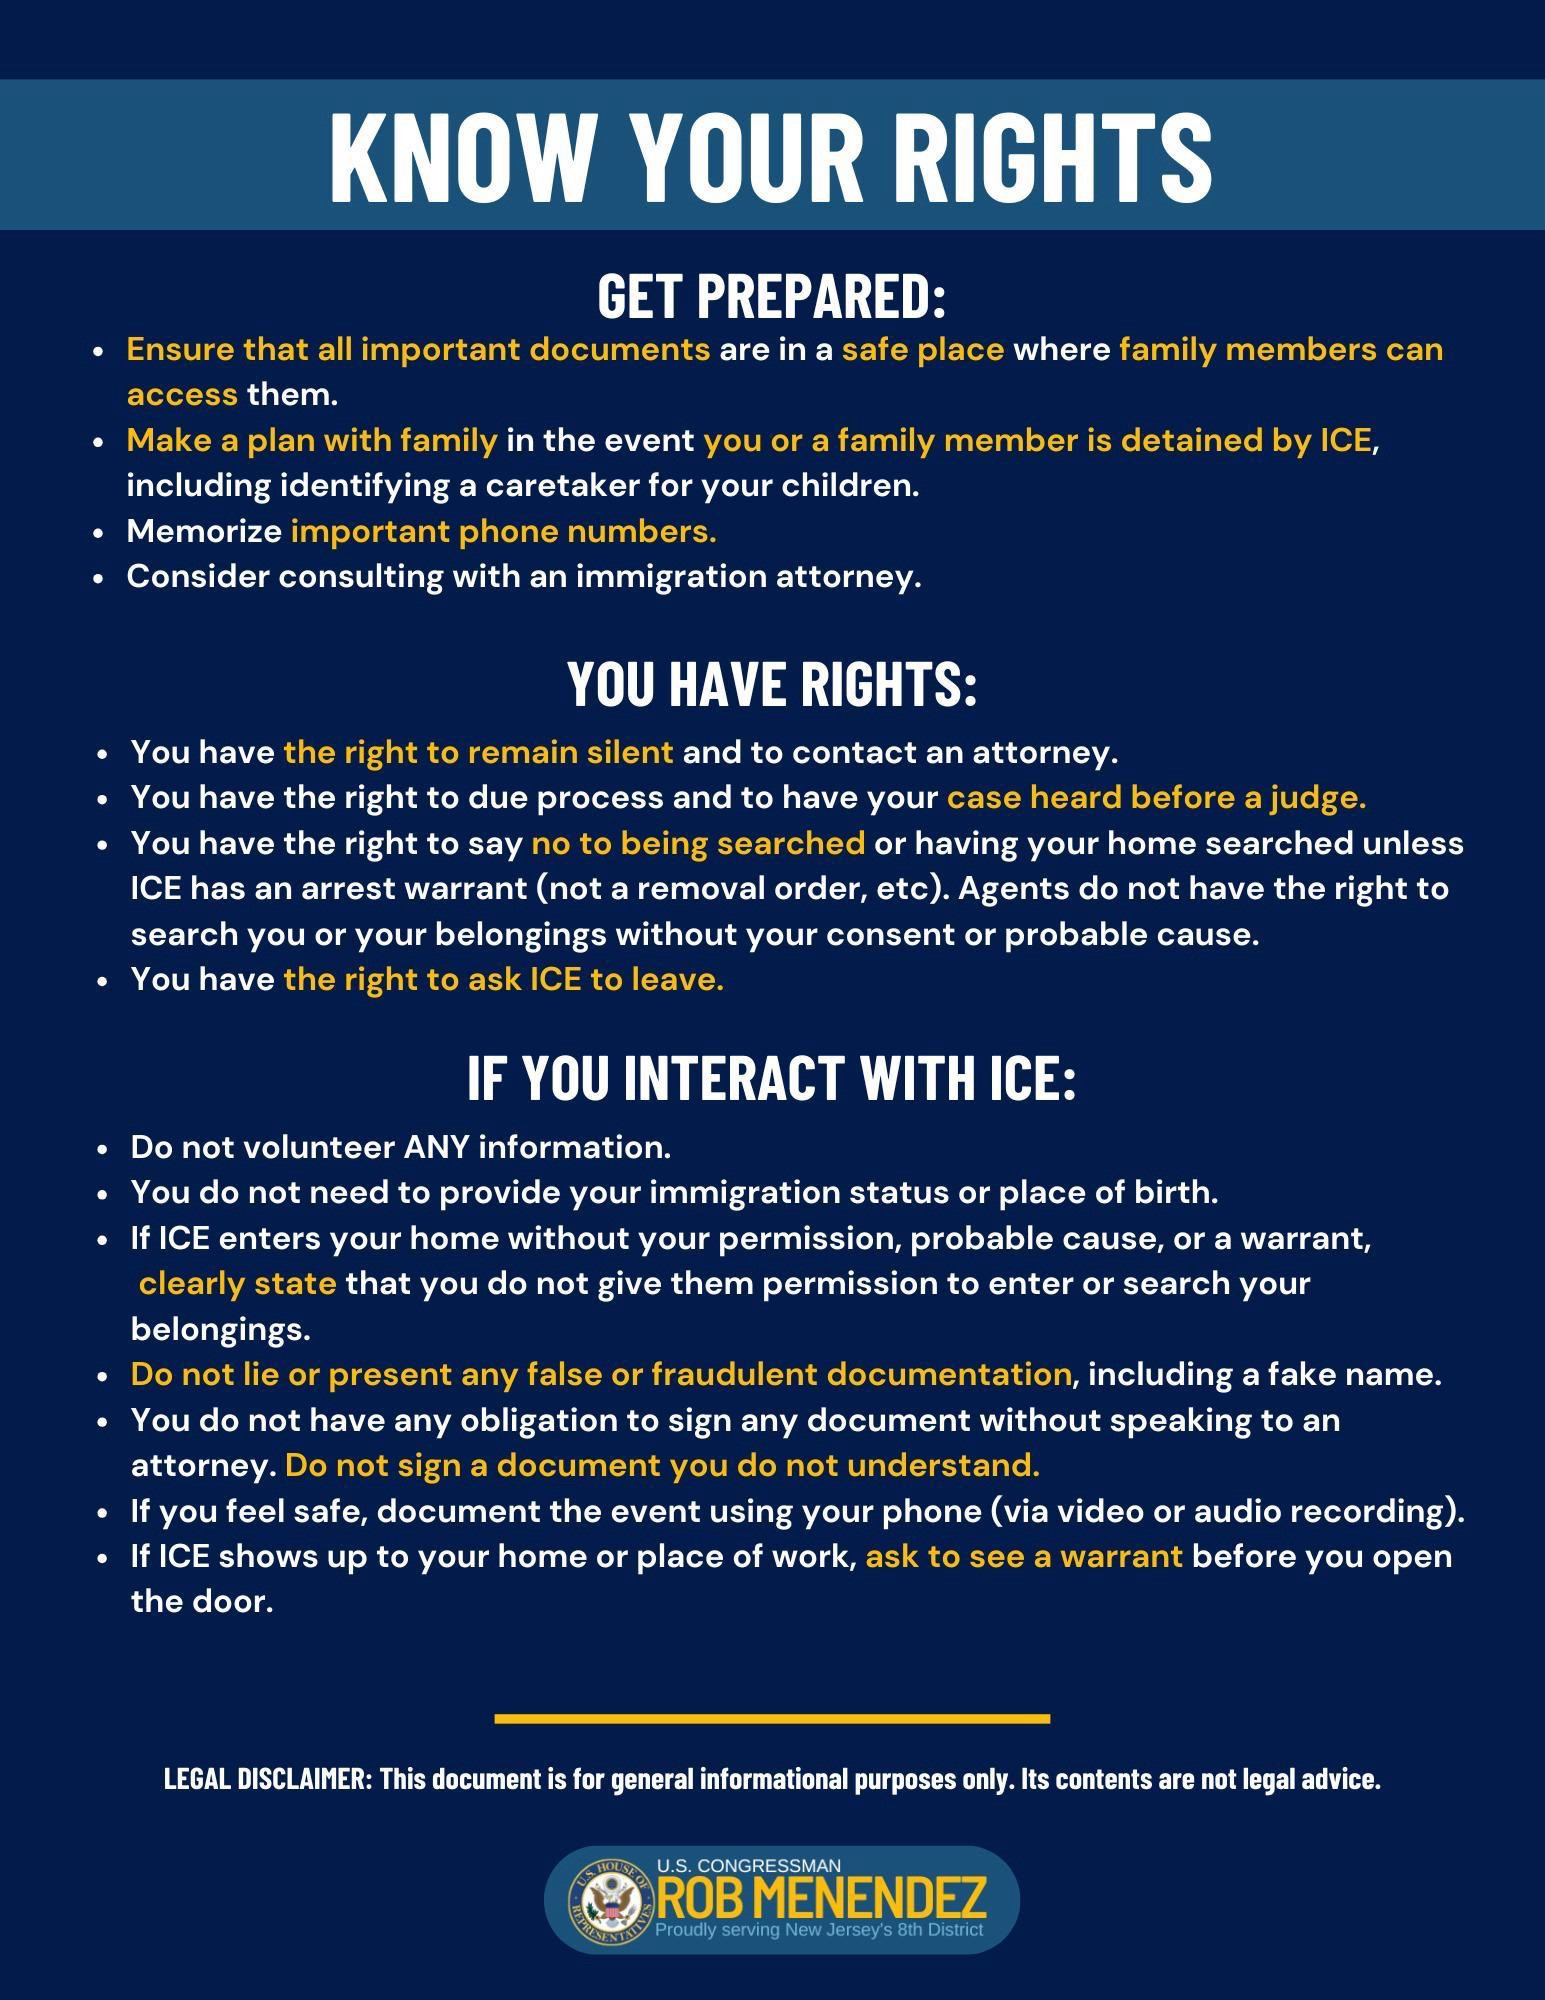 KNOW YOUR RIGHTS
GET PREPARED:
• Ensure that all important documents are in a safe place where family members can
access them.
• Make a plan with family in the event you or a family member is detained by ICE,
including identifying a caretaker for your children.
• Memorize important phone numbers.
• Consider consulting with an immigration attorney.
YOU HAVE RIGHTS:
• You have the right to remain silent and to contact an attorney.
• You have the right to due process and to have your case heard before a judge.
• You have the right to say no to being searched or having your home searched unless
ICE has an arrest warrant (not a removal order, etc). Agents do not have the right to
search you or your belongings without your consent or probable cause.
• You have the right to ask ICE to leave.
IF YOU INTERACT WITH ICE:
• Do not volunteer ANY information.
• You do not need to provide your immigration status or place of birth.
• If ICE enters your home without your permission, probable cause, or a warrant,
clearly state that you do not give them permission to enter or search your
belongings.
• Do not lie or present any false or fraudulent documentation, including a fake name.
• You do not have any obligation to sign any document without speaking to an
attorney. Do not sign a document you do not understand.
• If you feel safe, document the event using your phone (via video or audio recording).
• If ICE shows up to your home or place of work, ask to see a warrant before you open
the door.
LEGAL DISCLAIMER: This document is for general informational purposes only. Its contents are not legal advice.
U.S. HOUSE OF REPRESENTATIVES
U.S. CONGRESSMAN
ROB MENENDEZ
Proudly serving New Jersey's 8th District